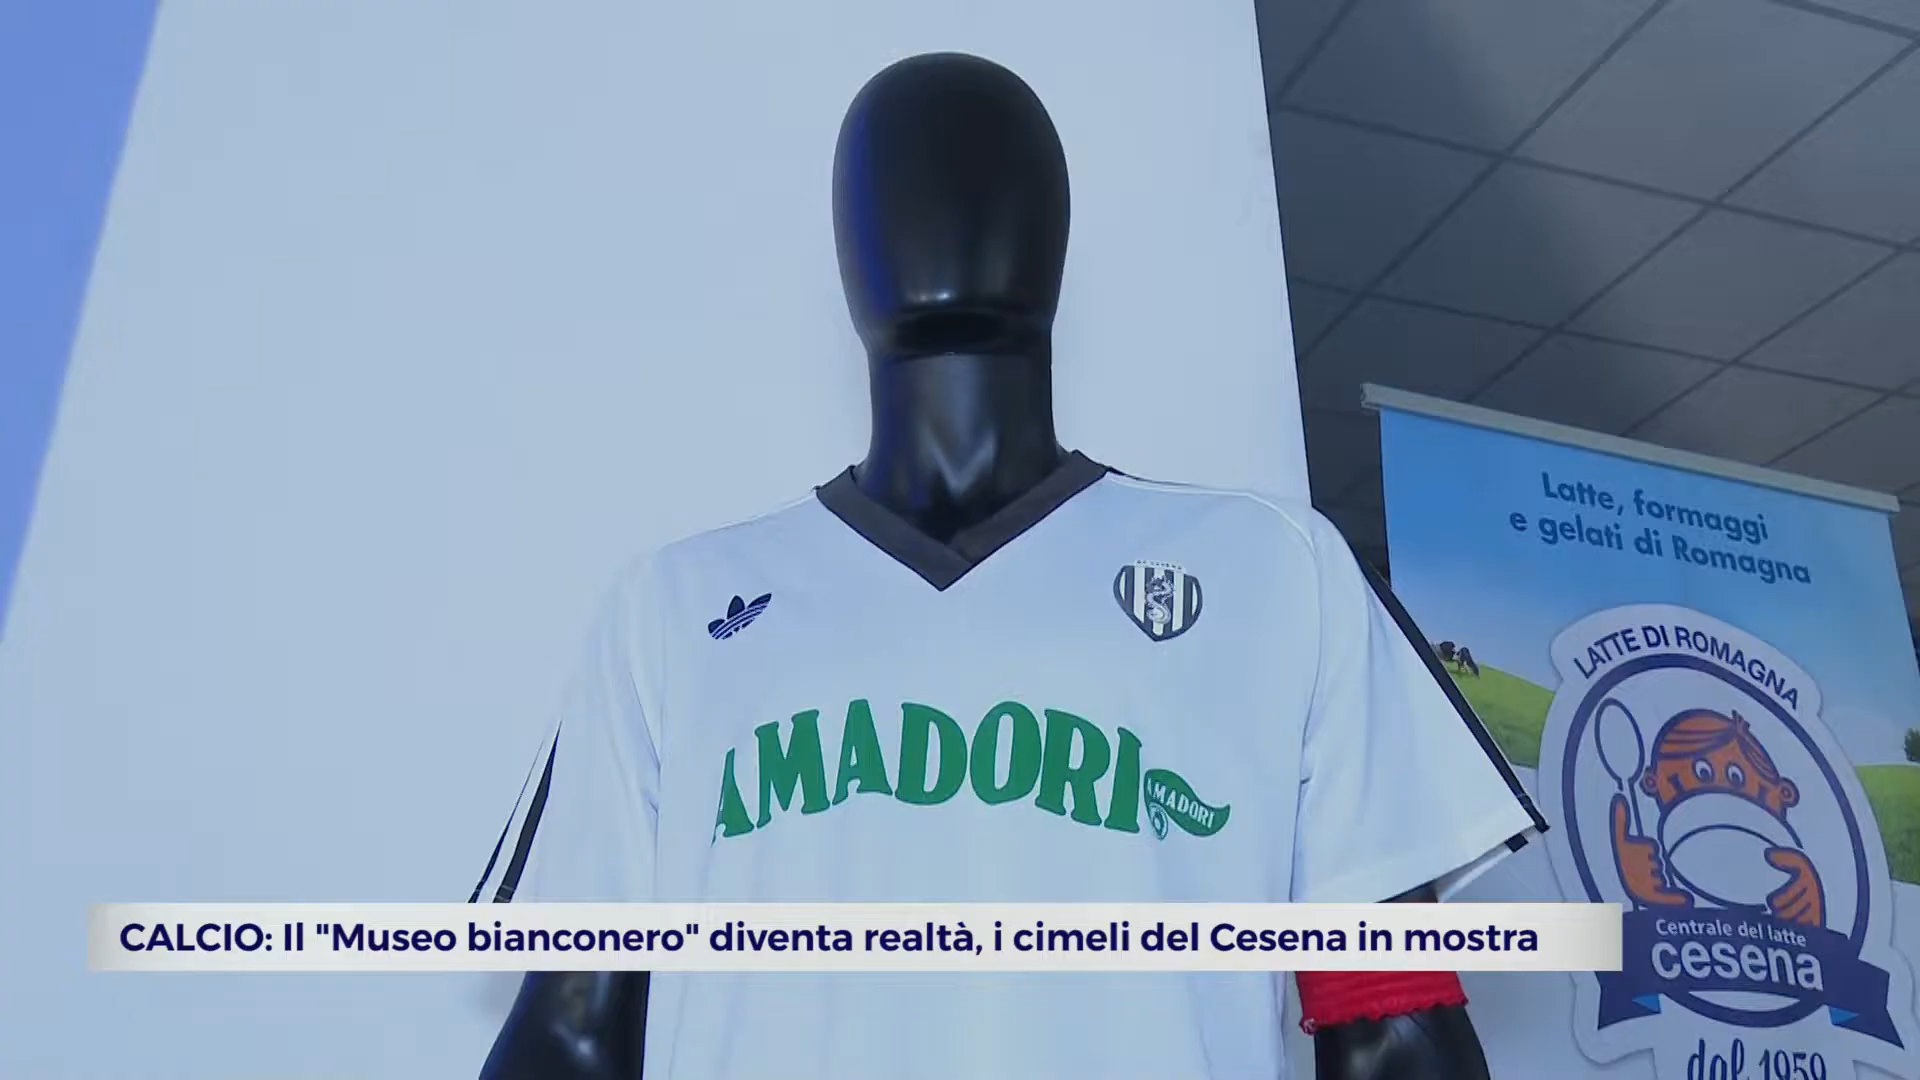 Latte, formaggi
e gelati di Romagna
LATTE DI ROMAGNA
AMADORI
AMADORI
CALCIO: Il "Museo bianconero" diventa realtà, i cimeli del Cesena in mostra
Centrale del latte
cesena
dal 1959